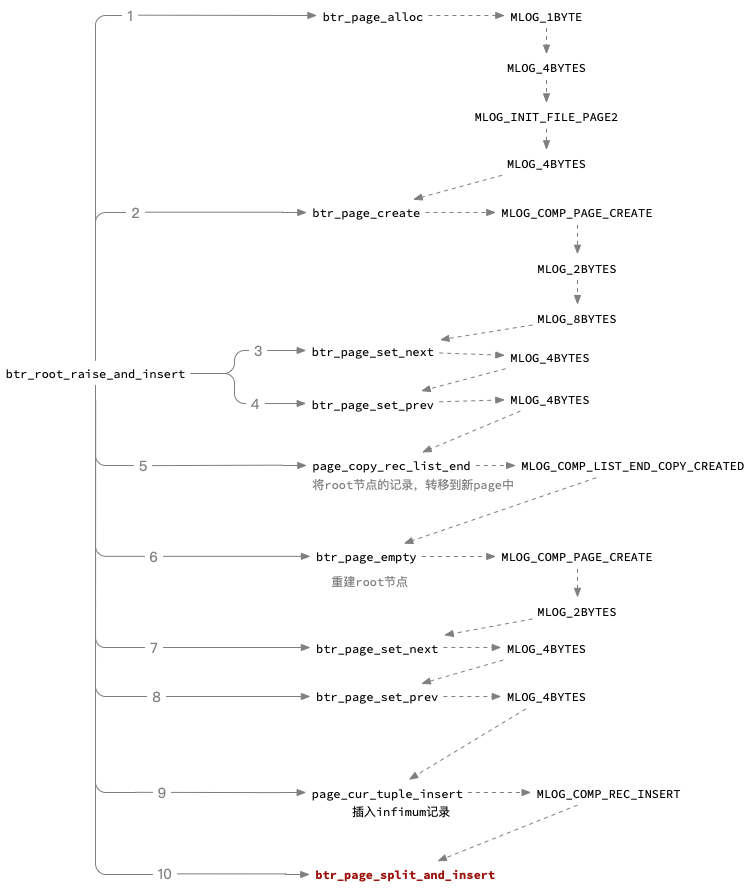 1 btr_page_alloc MLOG_1BYTE
MLOG_4BYTES
MLOG_INIT_FILE_PAGE2
MLOG_4BYTES
2 btr_page_create MLOG_COMP_PAGE_CREATE
MLOG_2BYTES
MLOG_8BYTES
3 btr_page_set_next MLOG_4BYTES
btr_root_raise_and_insert
4 btr_page_set_prev MLOG_4BYTES
5 page_copy_rec_list_end MLOG_COMP_LIST_END_COPY_CREATED
将root节点的记录，转移到新page中
6 btr_page_empty MLOG_COMP_PAGE_CREATE
重建root节点
MLOG_2BYTES
7 btr_page_set_next MLOG_4BYTES
8 btr_page_set_prev MLOG_4BYTES
9 page_cur_tuple_insert MLOG_COMP_REC_INSERT
插入infimum记录
10 btr_page_split_and_insert